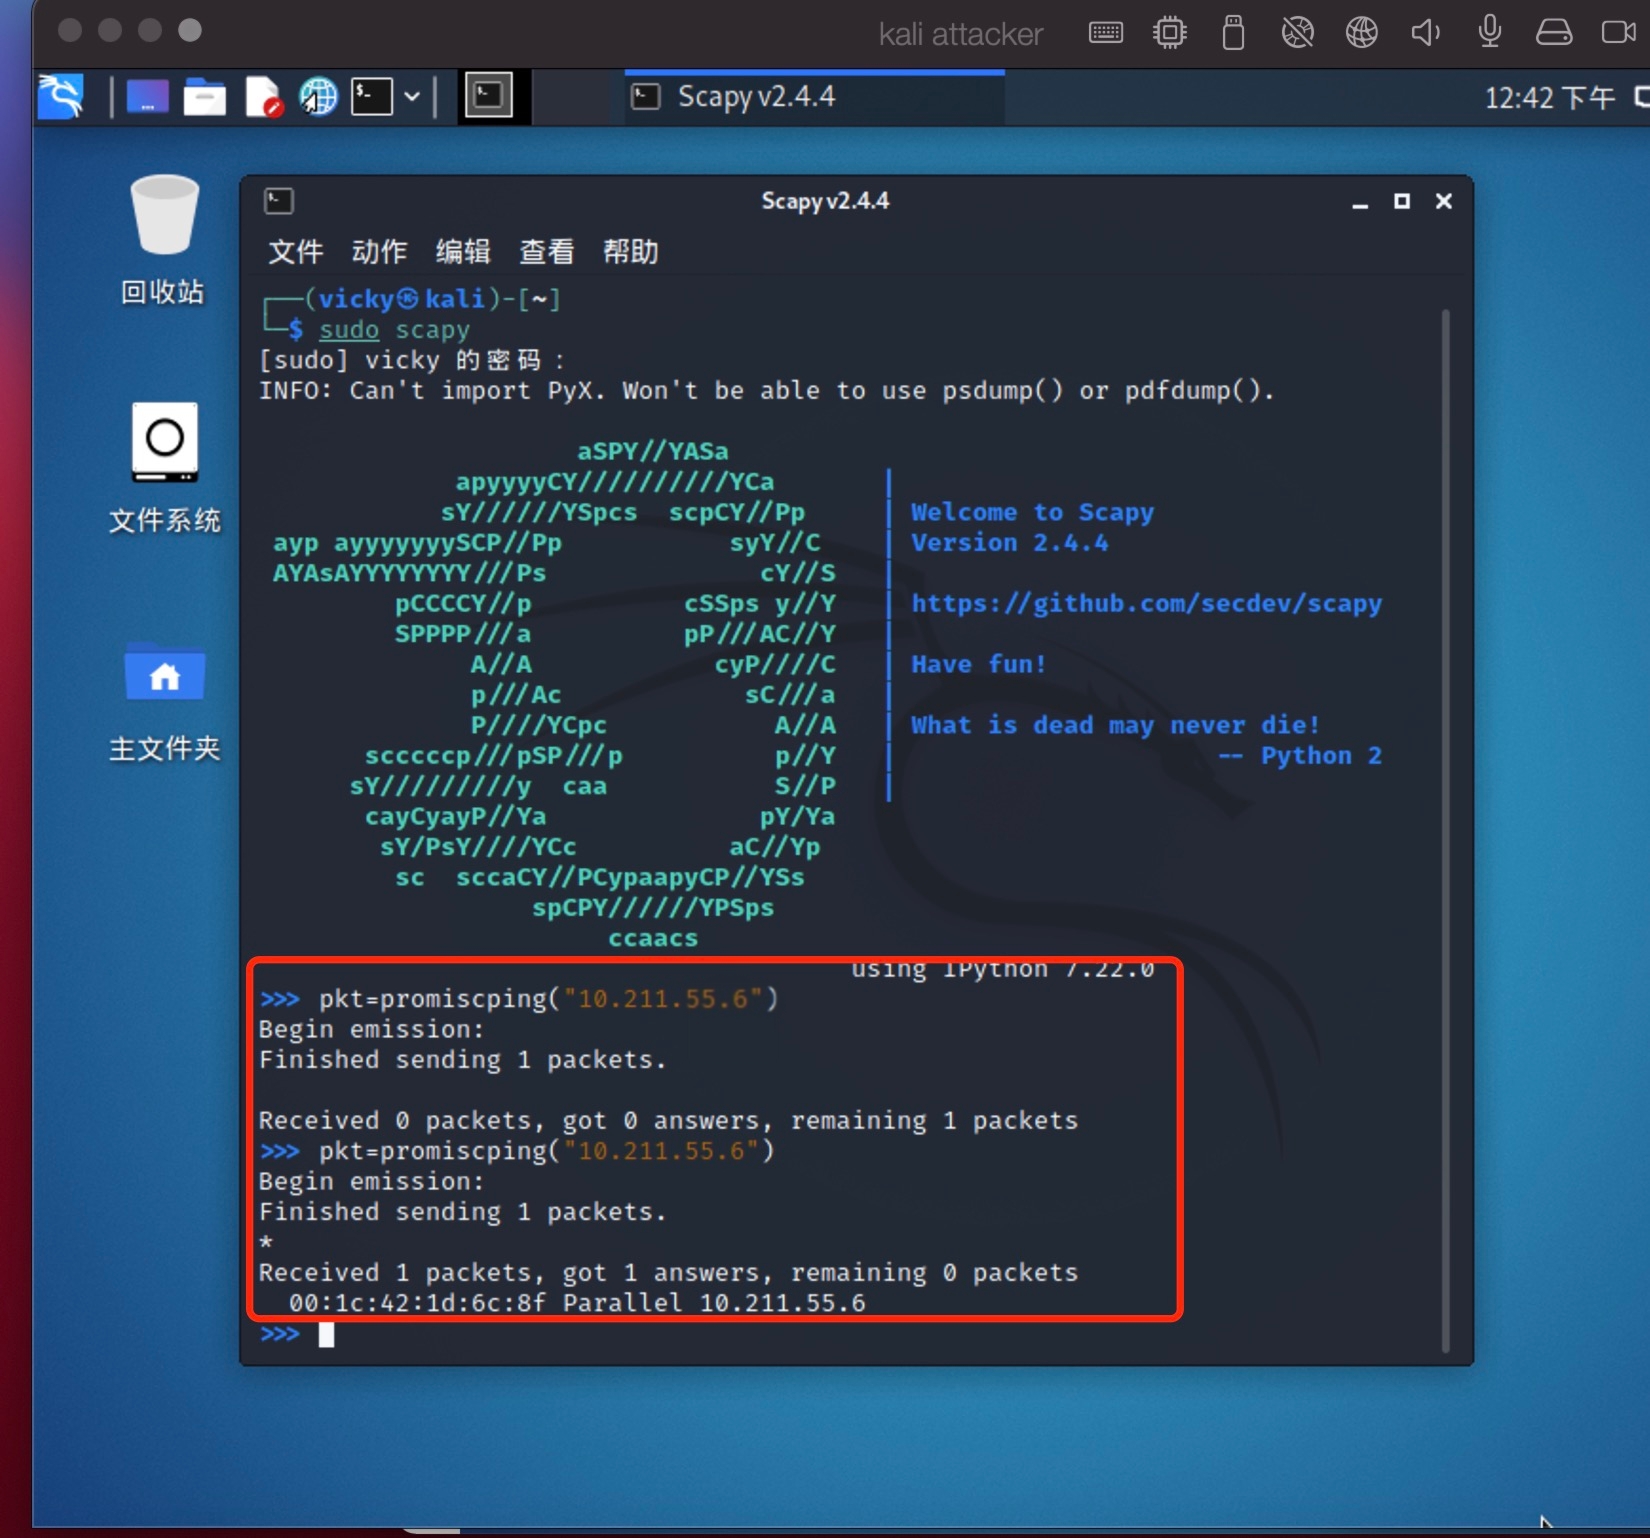 kali attacker
Scapy v2.4.4
12:42 下午
回收站
文件系统
主文件夹
Scapy v2.4.4
文件 动作 编辑 查看 帮助
┌──(vicky㉿kali)-[~]
└─$ sudo scapy
[sudo] vicky 的密码：
INFO: Can't import PyX. Won't be able to use psdump() or pdfdump().
                     aSPY//YASa
             apyyyyCY//////////YCa       |
            sY//////YSpcs  scpCY//Pp     | Welcome to Scapy
 ayp ayyyyyyySCP//Pp           syY//C    | Version 2.4.4
 AYAsAYYYYYYYY///Ps              cY//S   |
         pCCCCY//p          cSSps y//Y   | https://github.com/secdev/scapy
         SPPPP///a          pP///AC//Y   |
              A//A            cyP////C   | Have fun!
              p///Ac            sC///a   |
              P////YCpc           A//A   | What is dead may never die!
       scccccp///pSP///p          p//Y   |                     -- Python 2
      sY/////////y  caa           S//P   |
       cayCyayP//Ya              pY/Ya
        sY/PsY////YCc          aC//Yp
         sc  sccaCY//PCypaapyCP//YSs
                  spCPY//////YPSps
                       ccaacs
                                       using IPython 7.22.0
>>> pkt=promiscping("10.211.55.6")
Begin emission:
Finished sending 1 packets.
Received 0 packets, got 0 answers, remaining 1 packets
>>> pkt=promiscping("10.211.55.6")
Begin emission:
Finished sending 1 packets.
*
Received 1 packets, got 1 answers, remaining 0 packets
  00:1c:42:1d:6c:8f Parallel 10.211.55.6
>>>